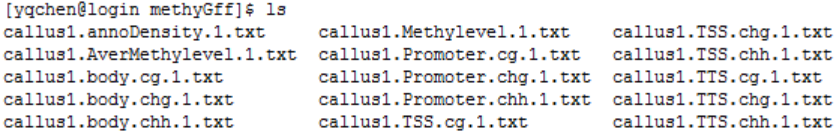 [yqchen@login methyGff]$ ls
callus1.annoDensity.1.txt callus1.Methylevel.1.txt callus1.TSS.chg.1.txt
callus1.AverMethylevel.1.txt callus1.Promoter.cg.1.txt callus1.TSS.chh.1.txt
callus1.body.cg.1.txt callus1.Promoter.chg.1.txt callus1.TTS.cg.1.txt
callus1.body.chg.1.txt callus1.Promoter.chh.1.txt callus1.TTS.chg.1.txt
callus1.body.chh.1.txt callus1.TSS.cg.1.txt callus1.TTS.chh.1.txt